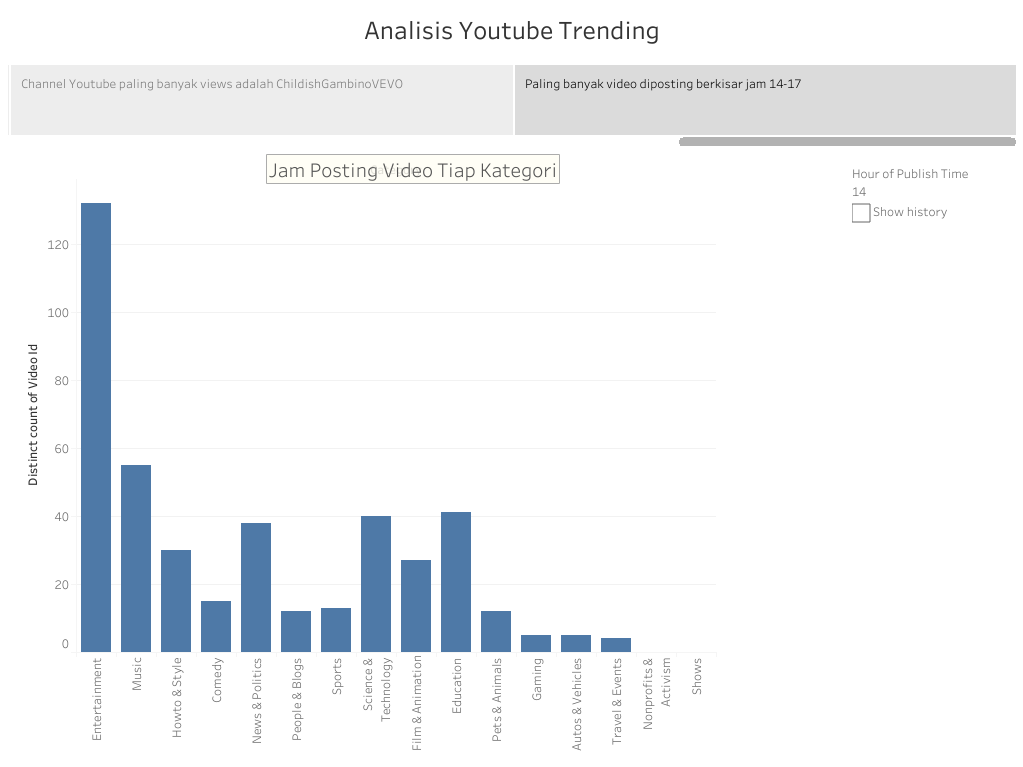 Analisis Youtube Trending
Channel Youtube paling banyak views adalah ChildishGambinoVEVO
Paling banyak video diposting berkisar jam 14-17
Jam Posting Video Tiap Kategori
Hour of Publish Time
14
Show history
Distinct count of Video Id
120
100
80
60
40
20
0
Entertainment
Music
Howto & Style
Comedy
News & Politics
People & Blogs
Sports
Science &
Technology
Film & Animation
Education
Pets & Animals
Gaming
Autos & Vehicles
Travel & Events
Nonprofits &
Activism
Shows